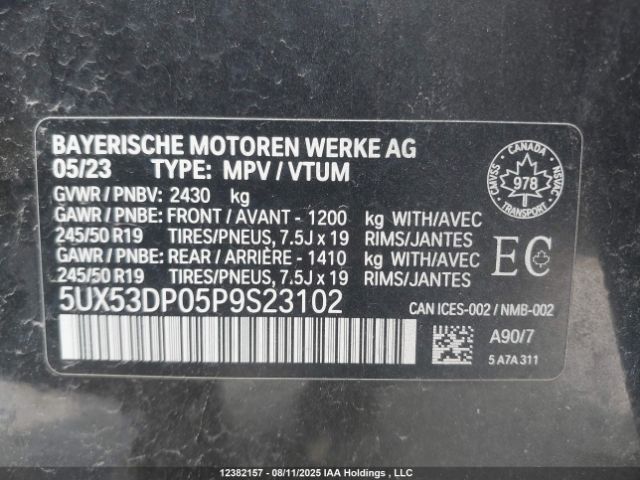 BAYERISCHE MOTOREN WERKE AG
05/23 TYPE: MPV / VTUM
GVWR / PNBV: 2430 kg
GAWR / PNBE: FRONT / AVANT - 1200 kg WITH/AVEC
245/50 R19 TIRES/PNEUS, 7.5J x 19 RIMS/JANTES
GAWR / PNBE: REAR / ARRIÈRE - 1410 kg WITH/AVEC
245/50 R19 TIRES/PNEUS, 7.5J x 19 RIMS/JANTES
5UX53DP05P9S23102
CANADA
CMVSS
978
NSVAC
TRANSPORT
EC
CAN ICES-002 / NMB-002
A90/7
5 A7A 311
12382157 - 08/11/2025 IAA Holdings , LLC